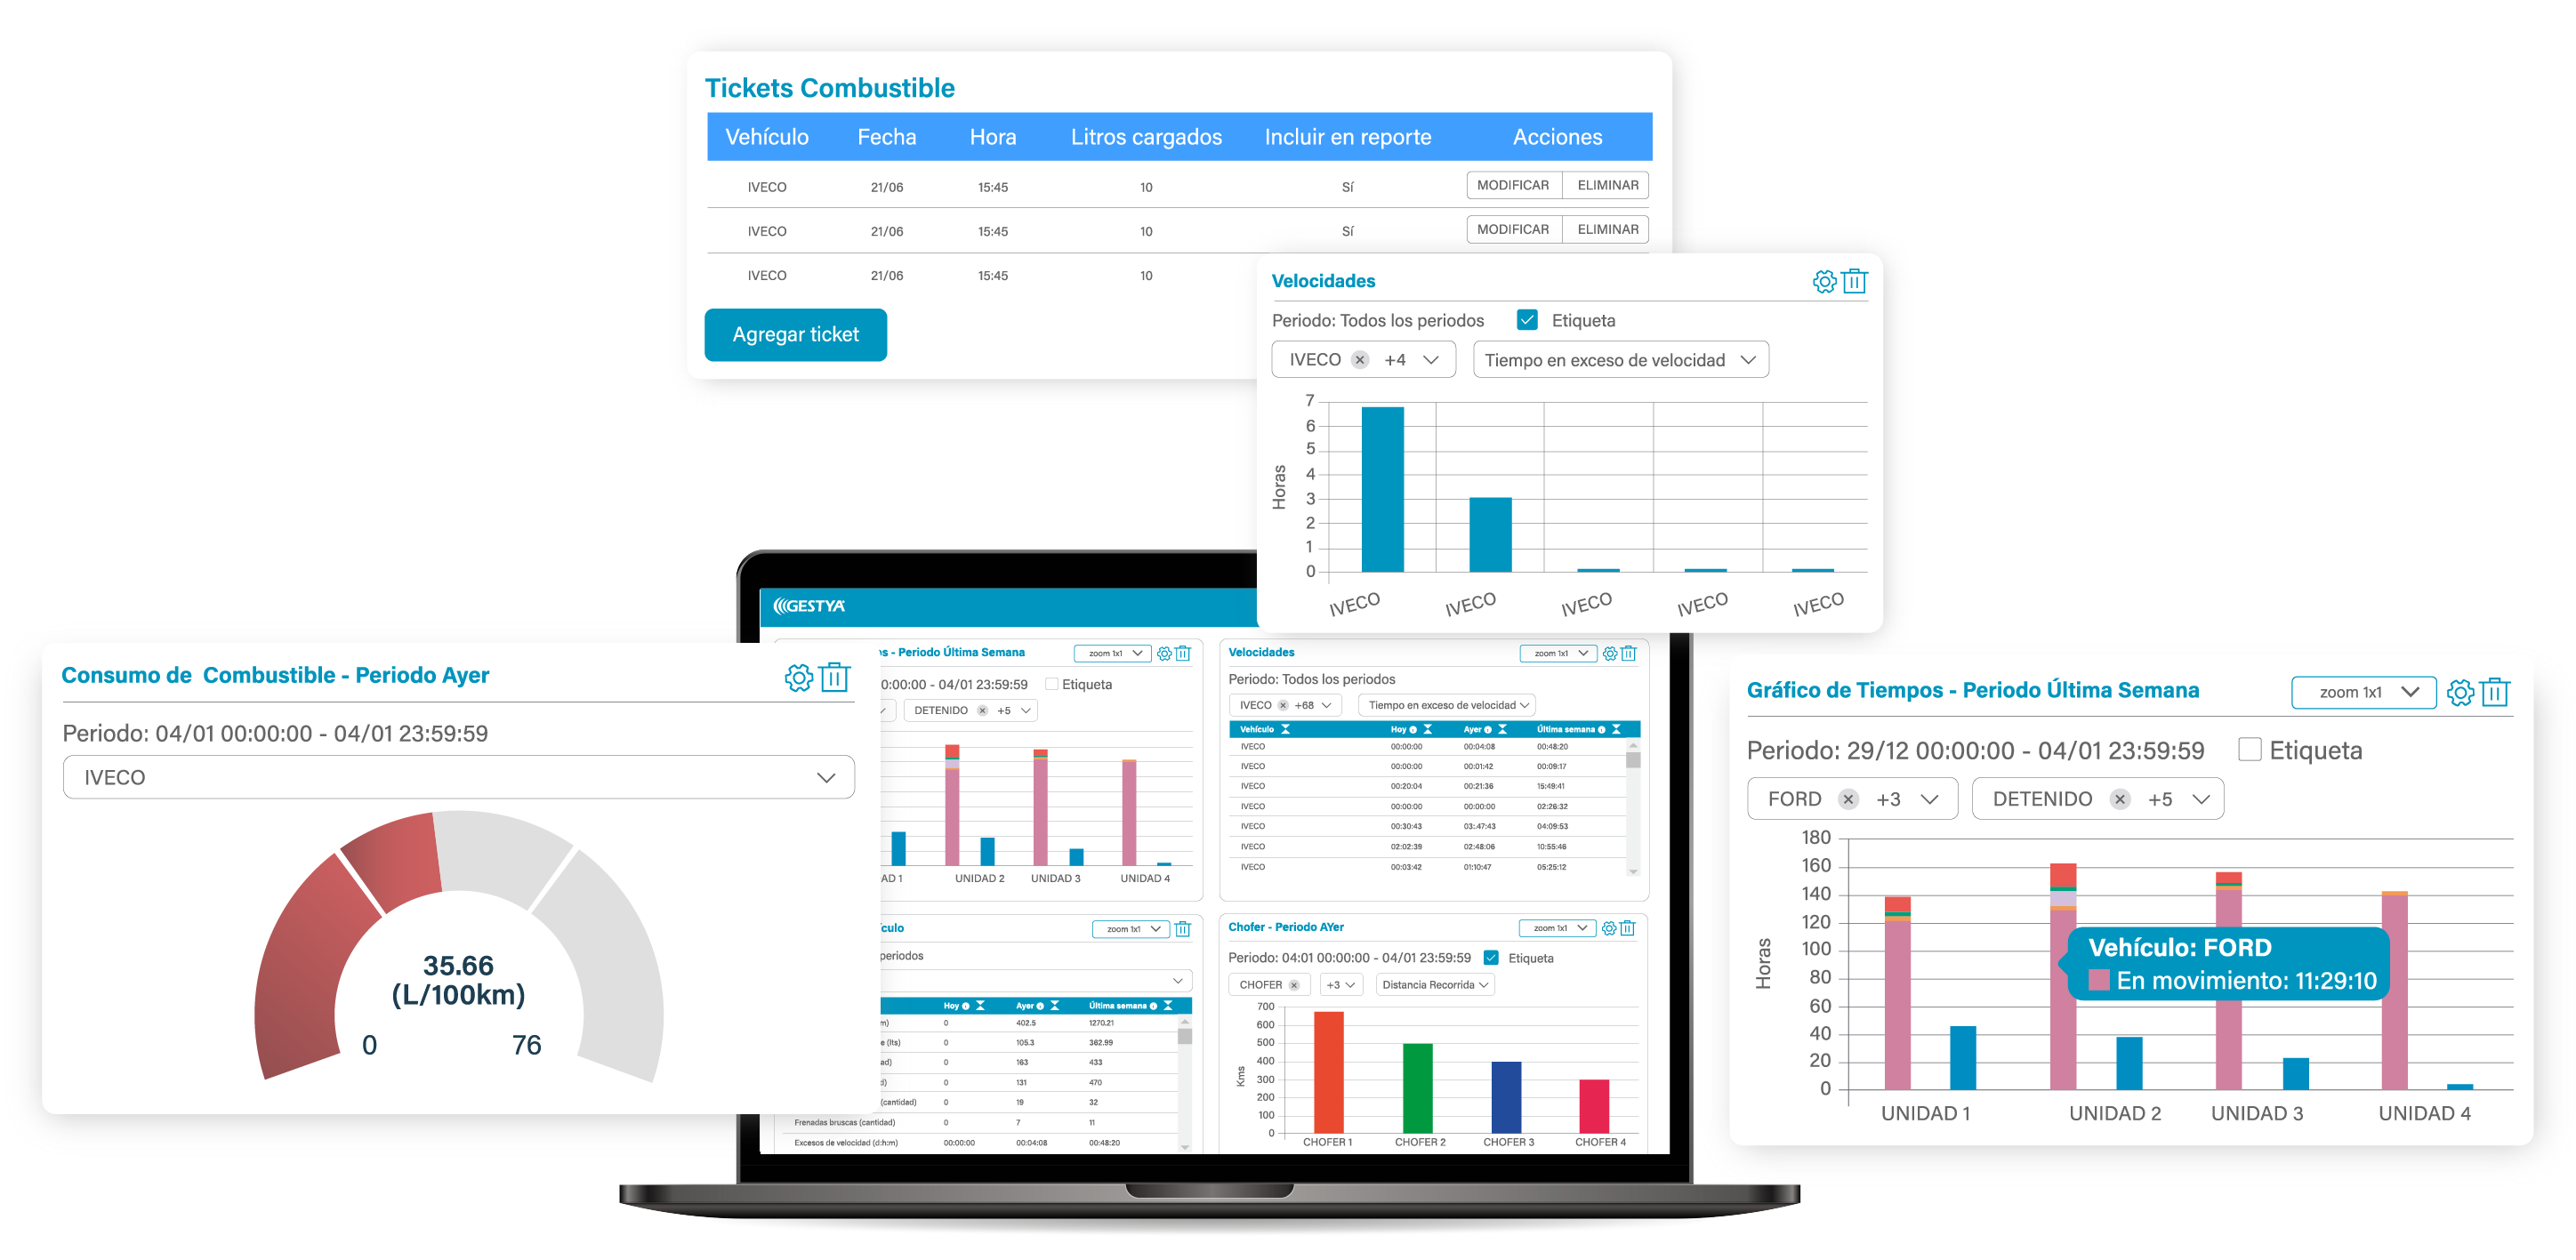 Tickets Combustible
Vehículo Fecha Hora Litros cargados Incluir en reporte Acciones
IVECO 21/06 15:45 10 Sí MODIFICAR ELIMINAR
IVECO 21/06 15:45 10 Sí MODIFICAR ELIMINAR
IVECO 21/06 15:45 10
Agregar ticket
Velocidades
Periodo: Todos los periodos Etiqueta
IVECO +4 Tiempo en exceso de velocidad
7
6
5
4
3
2
1
0
Horas
IVECO IVECO IVECO IVECO IVECO
GESTYA
Consumo de Combustible - Periodo Ayer
Periodo: 04/01 00:00:00 - 04/01 23:59:59
IVECO
35.66
(L/100km)
0 76
s - Periodo Última Semana zoom 1x1
0:00:00 - 04/01 23:59:59 Etiqueta
DETENIDO +5
AD 1 UNIDAD 2 UNIDAD 3 UNIDAD 4
Velocidades zoom 1x1
Periodo: Todos los periodos
IVECO +68 Tiempo en exceso de velocidad
Vehículo Hoy Ayer Última semana
IVECO 00:00:00 00:04:08 00:48:20
IVECO 00:00:00 00:01:42 00:09:17
IVECO 00:20:04 00:21:36 15:49:41
IVECO 00:00:00 00:00:00 02:26:32
IVECO 00:30:43 03:.47:43 04:09:53
IVECO 02:02:39 02:48:06 10:55:46
IVECO 00:03:42 01:10:47 05:25:12
culo zoom 1x1
periodos
Hoy Ayer Última semana
m) 0 402.5 1270.21
e (lts) 0 105.3 362.99
ad) 0 163 433
d) 0 131 470
(cantidad) 0 19 32
Frenadas bruscas (cantidad) 0 7 11
Excesos de velocidad (d:h:m) 00:00:00 00:04:08 00:48:20
Chofer - Periodo AYer zoom 1x1
Periodo: 04:01 00:00:00 - 04/01 23:59:59 Etiqueta
CHOFER +3 Distancia Recorrida
700
600
500
400
300
200
100
0
Kms
CHOFER 1 CHOFER 2 CHOFER 3 CHOFER 4
Gráfico de Tiempos - Periodo Última Semana zoom 1x1
Periodo: 29/12 00:00:00 - 04/01 23:59:59 Etiqueta
FORD +3 DETENIDO +5
180
160
140
120
100
80
60
40
20
0
Horas
Vehículo: FORD
En movimiento: 11:29:10
UNIDAD 1 UNIDAD 2 UNIDAD 3 UNIDAD 4